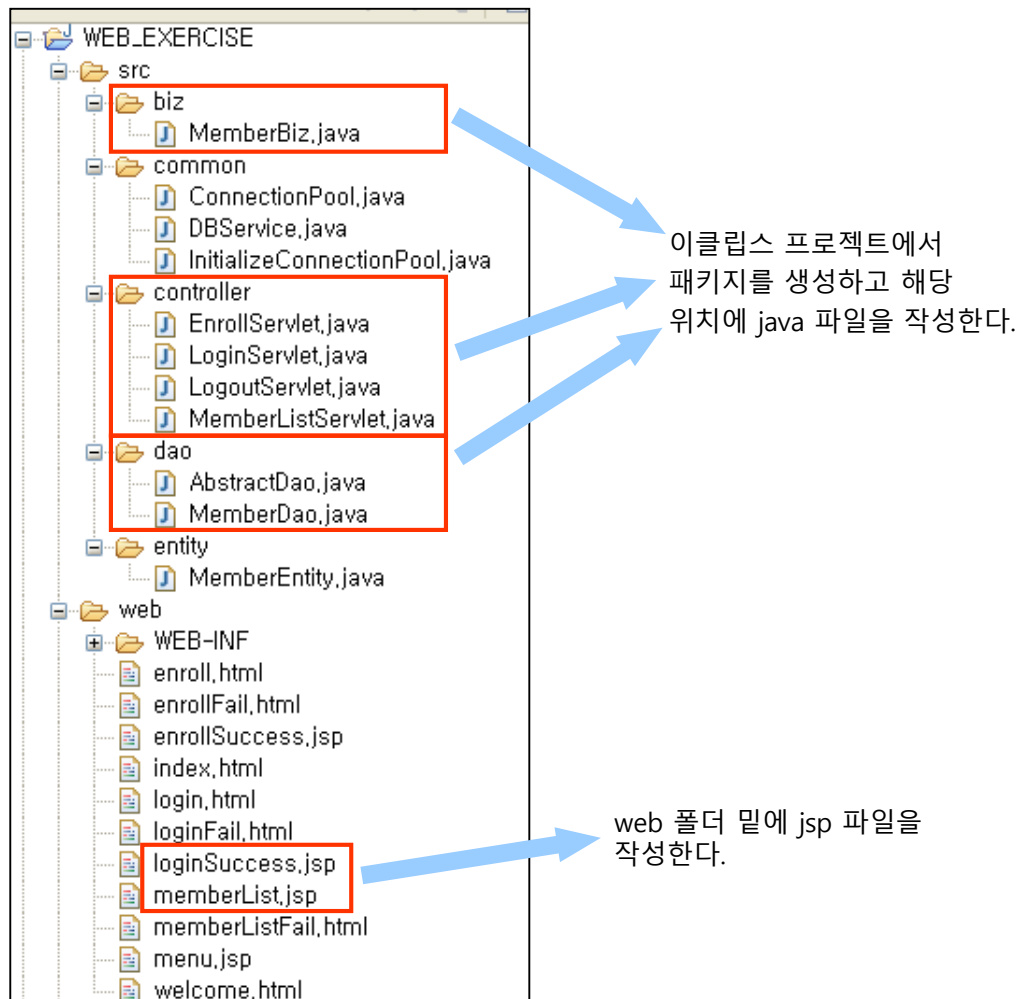 WEB_EXERCISE
src
biz
MemberBiz.java
common
ConnectionPool.java
DBService.java
InitializeConnectionPool.java
controller
EnrollServlet.java
LoginServlet.java
LogoutServlet.java
MemberListServlet.java
dao
AbstractDao.java
MemberDao.java
entity
MemberEntity.java
web
WEB-INF
enroll.html
enrollFail.html
enrollSuccess.jsp
index.html
login.html
loginFail.html
loginSuccess.jsp
memberList.jsp
memberListFail.html
menu.jsp
welcome.html
이클립스 프로젝트에서
패키지를 생성하고 해당
위치에 java 파일을 작성한다.
web 폴더 밑에 jsp 파일을
작성한다.